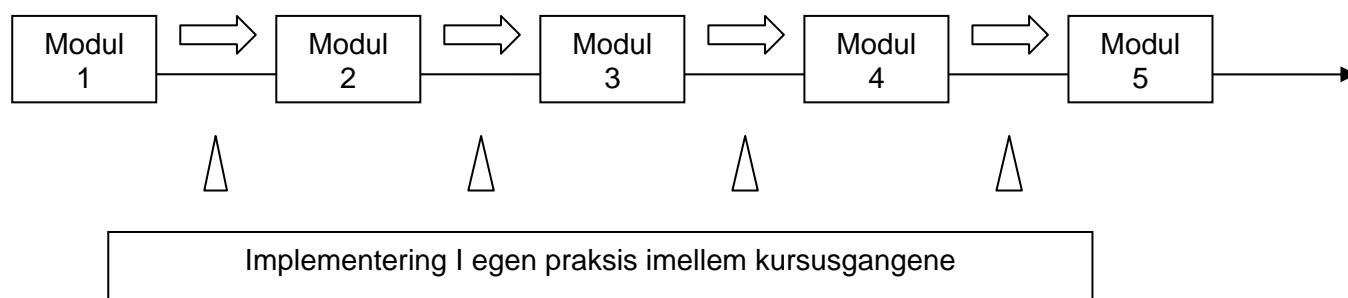 Modul
1
Modul
2
Modul
3
Modul
4
Modul
5
Implementering I egen praksis imellem kursusgangene